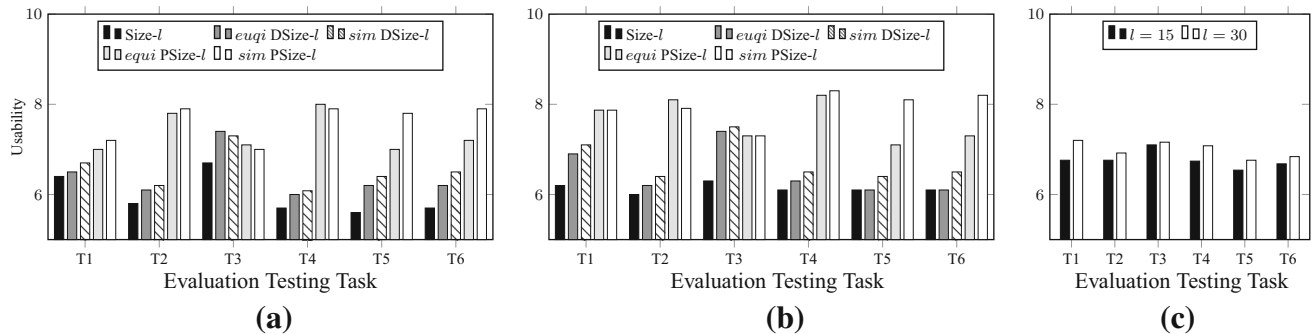 10
8
6
Usability
Size-l euqi DSize-l sim DSize-l
equi PSize-l sim PSize-l
T1 T2 T3 T4 T5 T6
Evaluation Testing Task
(a)
10
8
6
Size-l euqi DSize-l sim DSize-l
equi PSize-l sim PSize-l
T1 T2 T3 T4 T5 T6
Evaluation Testing Task
(b)
10
8
6
l = 15 l = 30
T1 T2 T3 T4 T5 T6
Evaluation Testing Task
(c)